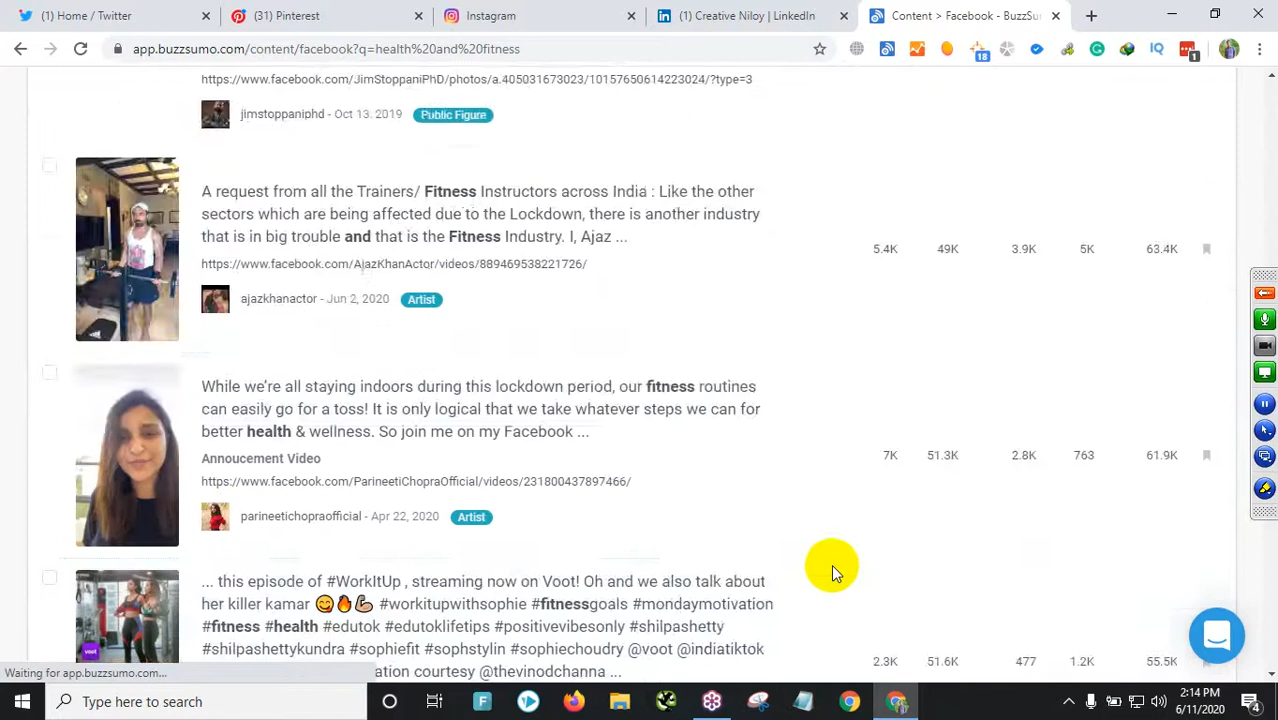 (1) Home / Twitter
(31) Pinterest
Instagram
(1) Creative Niloy | LinkedIn
Content > Facebook - BuzzSu
app.buzzsumo.com/content/facebook?q=health%20and%20fitness
18
1
https://www.facebook.com/JimStoppaniPhD/photos/a.405031673023/10157650614223024/?type=3
jimstoppaniphd - Oct 13. 2019 Public Figure
A request from all the Trainers/ Fitness Instructors across India : Like the other
sectors which are being affected due to the Lockdown, there is another industry
that is in big trouble and that is the Fitness Industry. I, Ajaz ...
5.4K 49K 3.9K 5K 63.4K
https://www.facebook.com/AjazKhanActor/videos/889469538221726/
ajazkhanactor - Jun 2, 2020 Artist
While we're all staying indoors during this lockdown period, our fitness routines
can easily go for a toss! It is only logical that we take whatever steps we can for
better health & wellness. So join me on my Facebook ...
7K 51.3K 2.8K 763 61.9K
Annoucement Video
https://www.facebook.com/ParineetiChopraOfficial/videos/231800437897466/
parineetichopraofficial - Apr 22, 2020 Artist
... this episode of #WorkItUp , streaming now on Voot! Oh and we also talk about
her killer kamar 😋🔥💪 #workitupwithsophie #fitnessgoals #mondaymotivation
#fitness #health #edutok #edutoklifetips #positivevibesonly #shilpashetty
#shilpashettykundra #sophiefit #sophstylin #sophiechoudry @voot @indiatiktok
ation courtesy @thevinodchanna ...
2.3K 51.6K 477 1.2K 55.5K
voot
Waiting for app.buzzsumo.com...
Type here to search
F
2:14 PM
6/11/2020
4